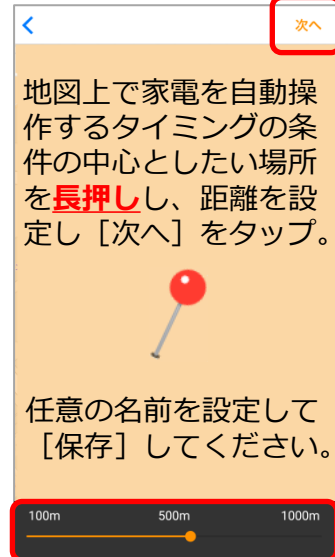 次へ
地図上で家電を自動操
作するタイミングの条
件の中心としたい場所
を長押しし、距離を設
定し［次へ］をタップ。
任意の名前を設定して
［保存］してください。
100m 500m 1000m